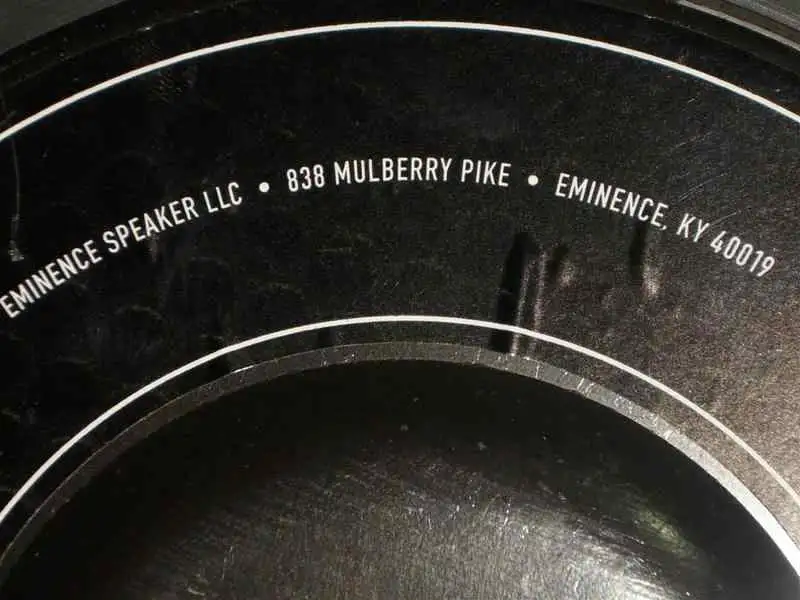 EMINENCE SPEAKER LLC • 838 MULBERRY PIKE • EMINENCE, KY 40019